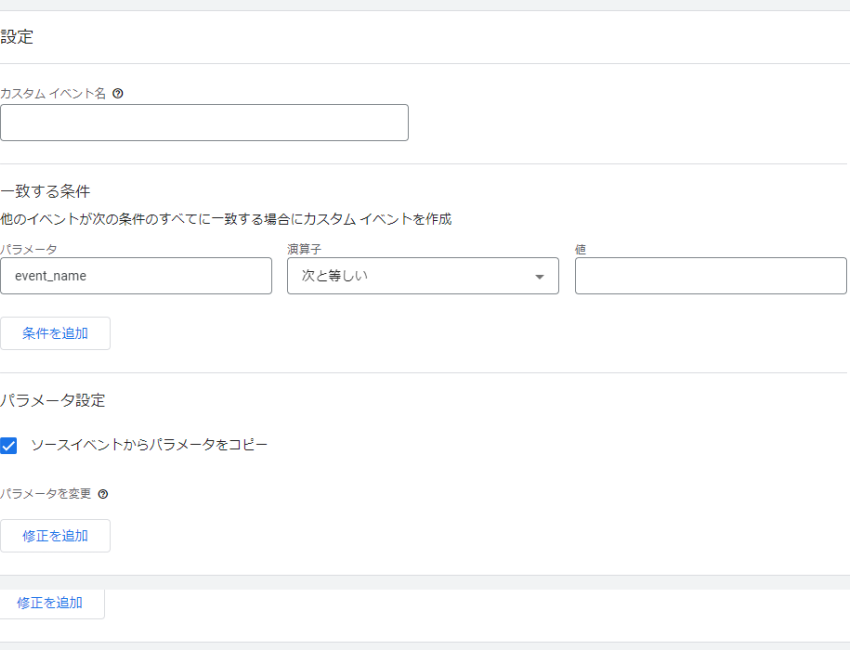 設定
カスタム イベント名
一致する条件
他のイベントが次の条件のすべてに一致する場合にカスタム イベントを作成
パラメータ 演算子 値
event_name 次と等しい
条件を追加
パラメータ設定
ソースイベントからパラメータをコピー
パラメータを変更
修正を追加
修正を追加